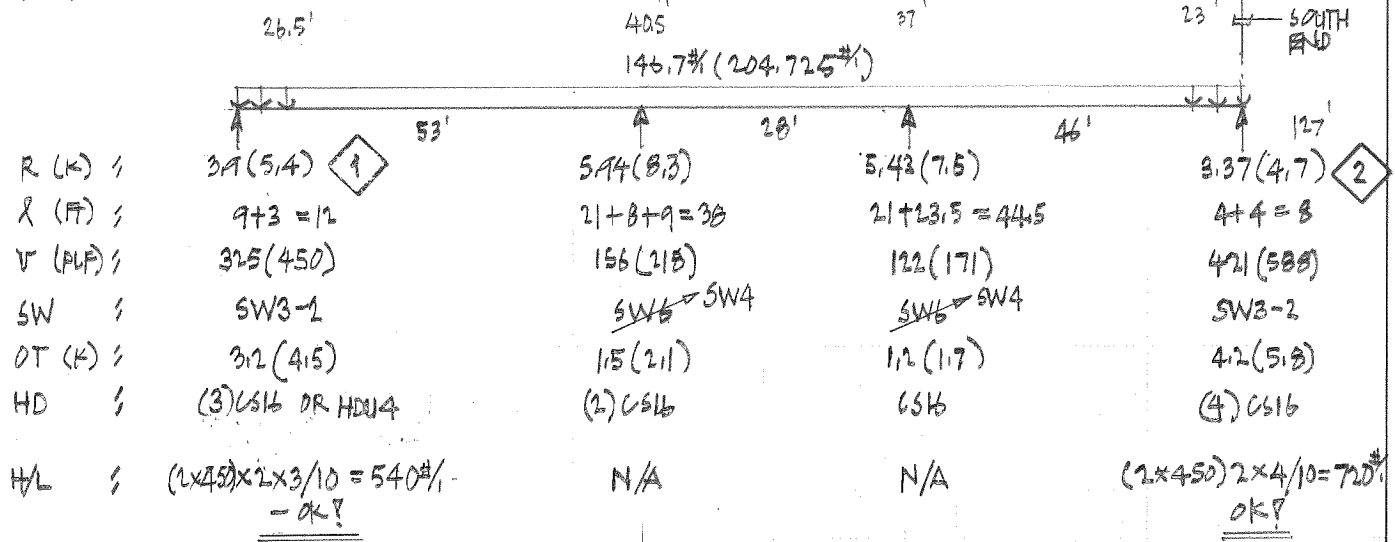 26.5' 40.5 37' 23' SOUTH END
146.7#/' (204.725#/')
53' 28' 46' 127'
R (K) : 3.9(5.4) 1 5.94(8.3) 5.43(7.5) 3.37(4.7) 2
l (FT) : 9+3 = 12 21+8+9=38 21+23.5 = 44.5 4+4 = 8
V (PLF) : 325(450) 156(218) 122(171) 421(588)
SW : SW3-2 SW6 SW4 SW6 SW4 SW3-2
OT (K) : 3.2(4.5) 1.5(2.1) 1.2(1.7) 4.2(5.8)
HD : (3)CS16 OR HDU4 (2)CS16 CS16 (4)CS16
H/L : (2x450)x2x3/10 = 540#/' N/A N/A (2x450)2x4/10=720#/'
- OK! OK!